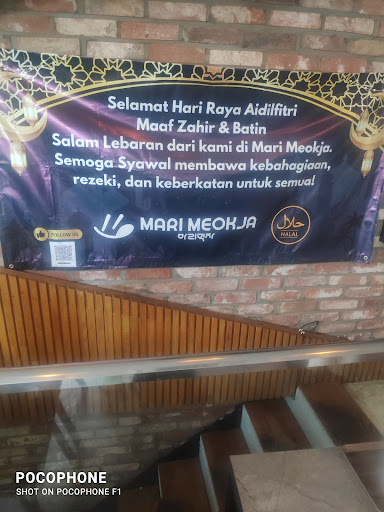 Selamat Hari Raya Aidilfitri
Maaf Zahir & Batin
Salam Lebaran dari kami di Mari Meokja.
Semoga Syawal membawa kebahagiaan,
rezeki, dan keberkatan untuk semua!
FOLLOW US
MARI MEOKJA
حلال
HALAL
POCOPHONE
SHOT ON POCOPHONE F1